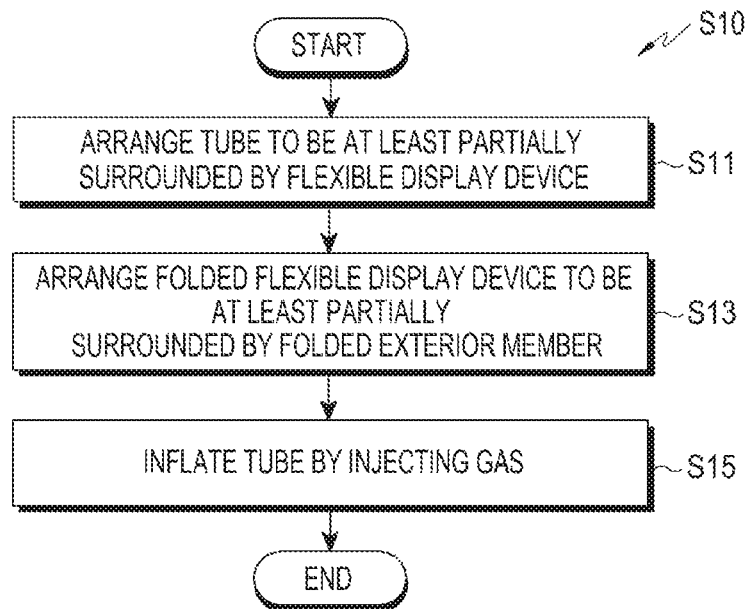 START
S10
ARRANGE TUBE TO BE AT LEAST PARTIALLY
SURROUNDED BY FLEXIBLE DISPLAY DEVICE
S11
ARRANGE FOLDED FLEXIBLE DISPLAY DEVICE TO BE
AT LEAST PARTIALLY
SURROUNDED BY FOLDED EXTERIOR MEMBER
S13
INFLATE TUBE BY INJECTING GAS
S15
END